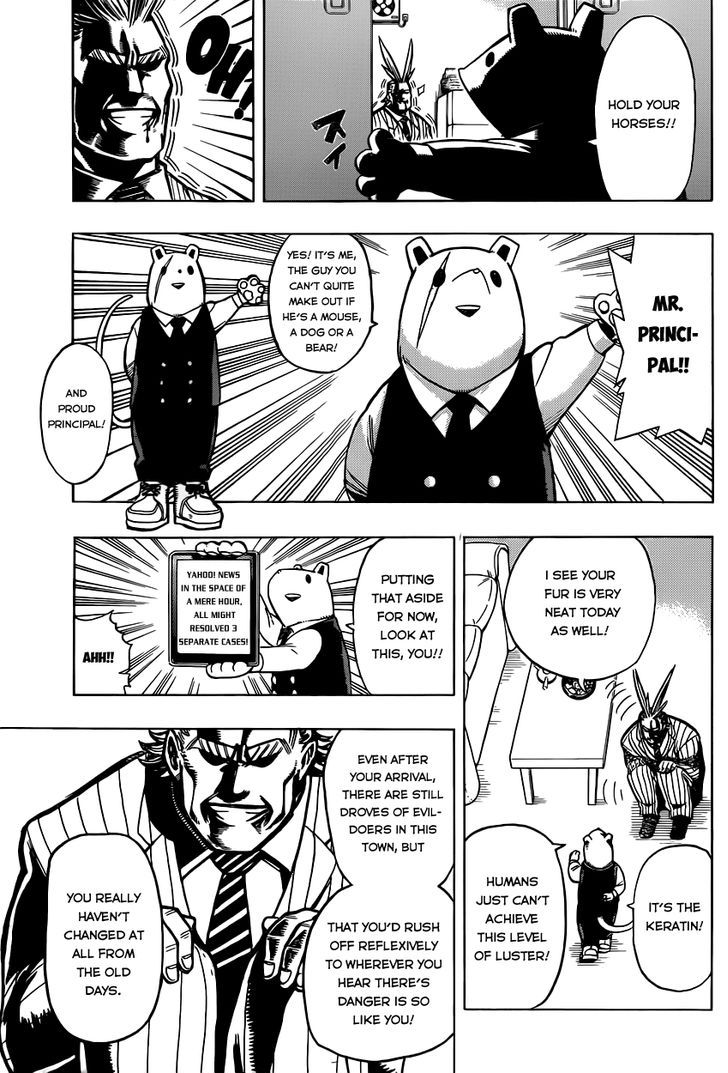 HOLD YOUR
HORSES!!
スイ
OH!
MR.
PRINCI-
PAL!!
YES! IT'S ME,
THE GUY YOU
CAN'T QUITE
MAKE OUT IF
HE'S A MOUSE,
A DOG OR A
BEAR!
AND
PROUD
PRINCIPAL!
I SEE YOUR
FUR IS VERY
NEAT TODAY
AS WELL!
IT'S THE
KERATIN!
HUMANS
JUST CAN'T
ACHIEVE
THIS LEVEL
OF LUSTER!
PUTTING
THAT ASIDE
FOR NOW,
LOOK AT
THIS, YOU!!
YAHOO! NEWS
IN THE SPACE OF
A MERE HOUR,
ALL MIGHT
RESOLVED 3
SEPARATE CASES!
AHH!!
EVEN AFTER
YOUR ARRIVAL,
THERE ARE STILL
DROVES OF EVIL-
DOERS IN THIS
TOWN, BUT
THAT YOU'D RUSH
OFF REFLEXIVELY
TO WHEREVER YOU
HEAR THERE'S
DANGER IS SO
LIKE YOU!
YOU REALLY
HAVEN'T
CHANGED AT
ALL FROM
THE OLD
DAYS.